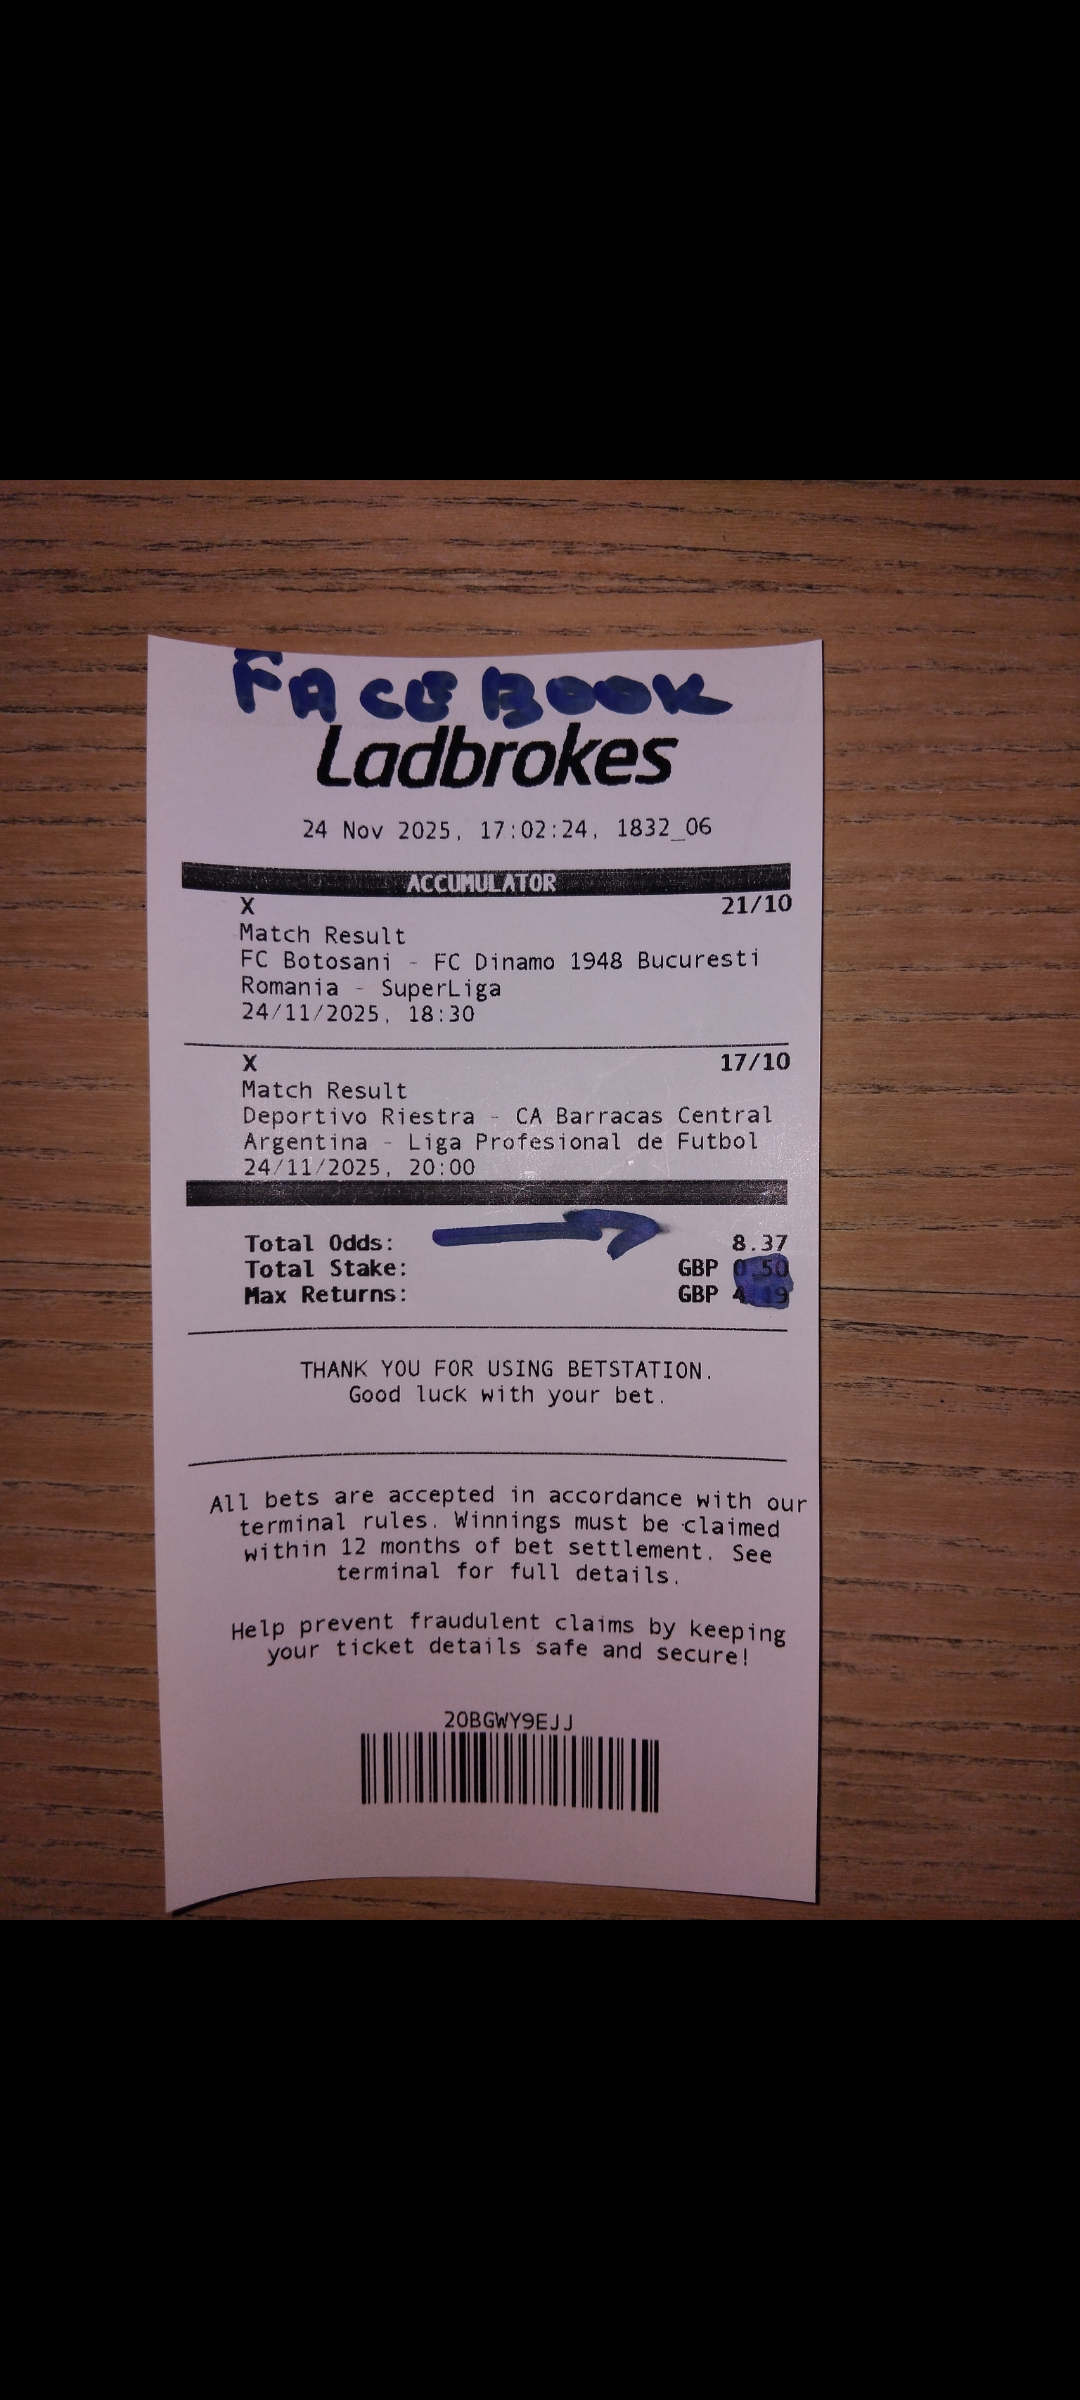 FACEBOOK
Ladbrokes
24 Nov 2025, 17:02:24, 1832_06
ACCUMULATOR
X 21/10
Match Result
FC Botosani - FC Dinamo 1948 Bucuresti
Romania - SuperLiga
24/11/2025, 18:30
X 17/10
Match Result
Deportivo Riestra - CA Barracas Central
Argentina - Liga Profesional de Futbol
24/11/2025, 20:00
Total Odds: 8.37
Total Stake: GBP 0.50
Max Returns: GBP 4.19
THANK YOU FOR USING BETSTATION.
Good luck with your bet.
All bets are accepted in accordance with our
terminal rules. Winnings must be claimed
within 12 months of bet settlement. See
terminal for full details.
Help prevent fraudulent claims by keeping
your ticket details safe and secure!
20BGWY9EJJ